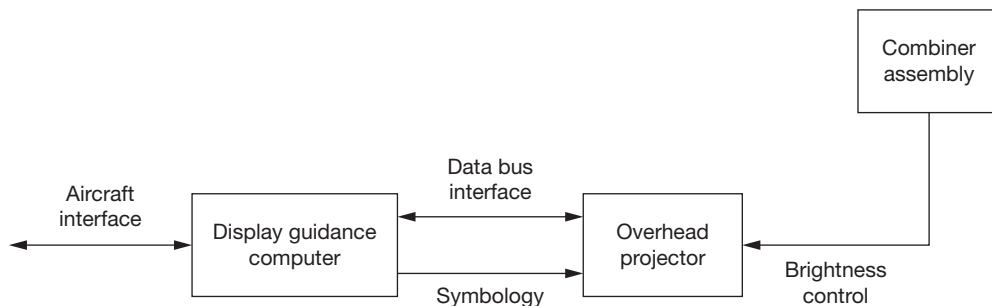 Combiner
assembly
Data bus
interface
Aircraft
interface
Display guidance
computer
Overhead
projector
Symbology
Brightness
control